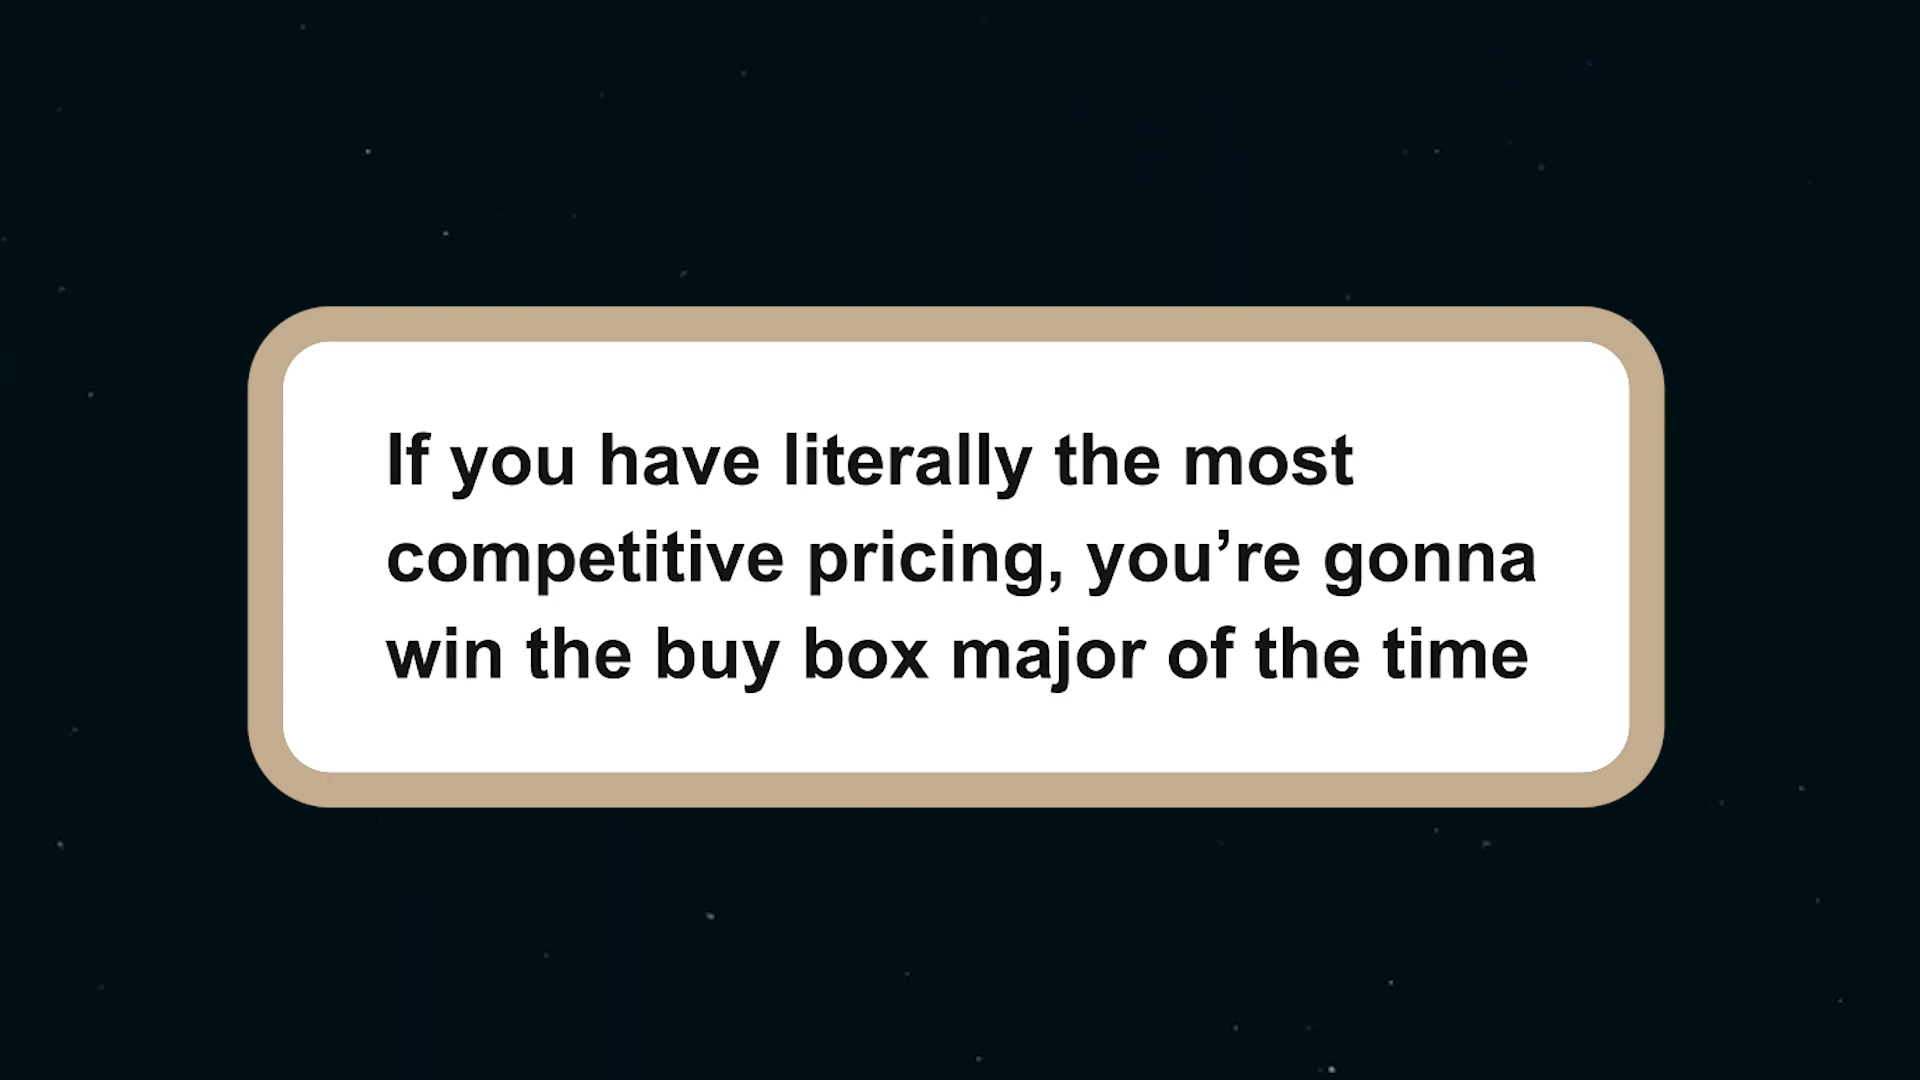 If you have literally the most
competitive pricing, you’re gonna
win the buy box major of the time